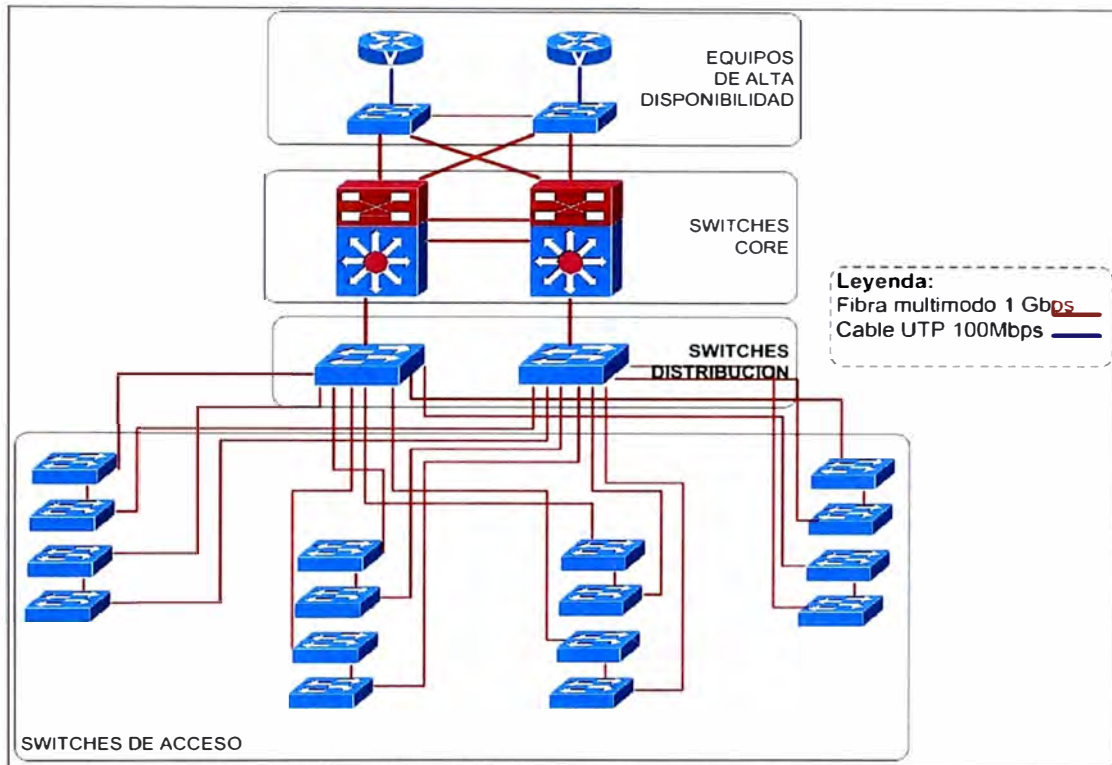 EQUIPOS
DE ALTA
DISPONIBILIDAD
SWITCHES
CORE
Leyenda:
Fibra multimodo 1 Gbps
Cable UTP 100Mbps
SWITCHES
DISTRIBUCION
SWITCHES DE ACCESO